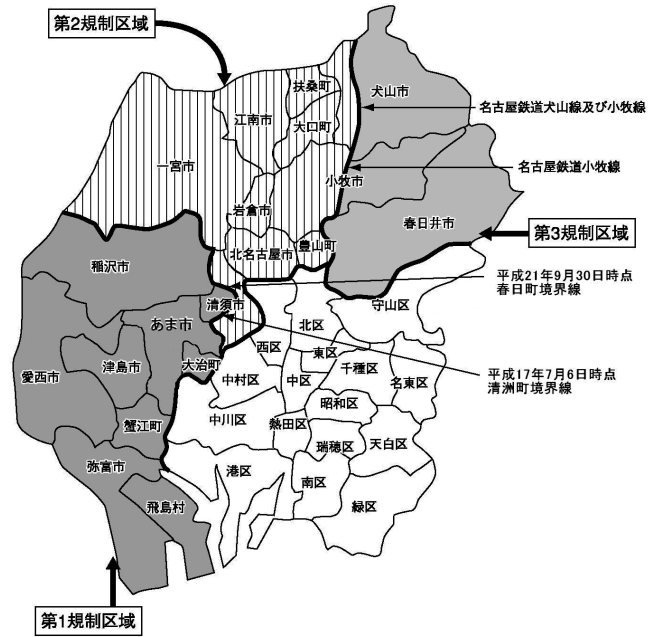 第2規制区域
犬山市
扶桑町
名古屋鉄道犬山線及び小牧線
江南市
大口町
一宮市
名古屋鉄道小牧線
小牧市
岩倉市
春日井市
第3規制区域
北名古屋市
豊山町
稲沢市
平成21年9月30日時点
春日町境界線
清須市
守山区
あま市
北区
西区
東区
大治町
千種区
平成17年7月6日時点
清洲町境界線
津島市
愛西市
中村区
中区
名東区
昭和区
蟹江町
中川区
熱田区
瑞穂区
天白区
弥富市
港区
南区
緑区
飛島村
第1規制区域